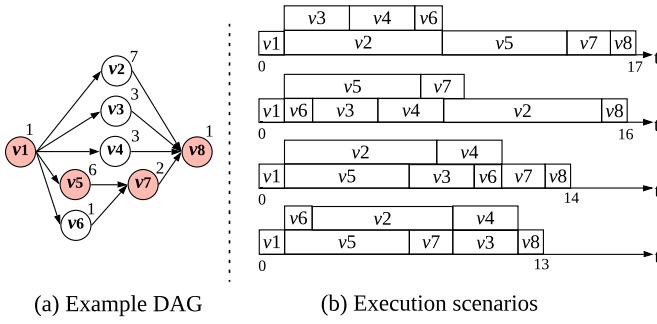 v3 v4 v6
v1 v2 v5 v7 v8
0 17 t
v5 v7
v1 v6 v3 v4 v2 v8
0 16 t
v2 v4
v1 v5 v3 v6 v7 v8
0 14 t
v6 v2 v4
v1 v5 v7 v3 v8
0 13 t
v2 7
v3 3
1 v1 v4 3 v8 1
v5 6 v7 2
v6 1
(a) Example DAG (b) Execution scenarios